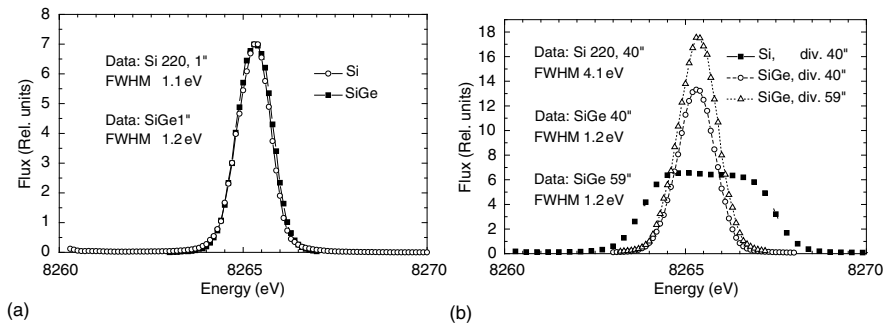 8
7
6
5
4
3
2
1
0
Flux (Rel. units)
Data: Si 220, 1"
FWHM 1.1 eV
Data: SiGe1"
FWHM 1.2 eV
Si
SiGe
8260
8265
8270
Energy (eV)
(a)
18
16
14
12
10
8
6
4
2
0
Flux (Rel. units)
Data: Si 220, 40"
FWHM 4.1 eV
Data: SiGe 40"
FWHM 1.2 eV
Data: SiGe 59"
FWHM 1.2 eV
Si, div. 40"
SiGe, div. 40"
SiGe, div. 59"
8260
8265
8270
Energy (eV)
(b)